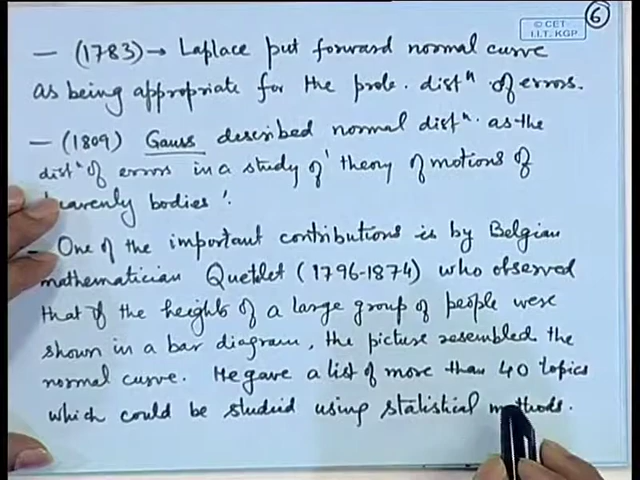 © CET
I.I.T. KGP
6
— (1783) → Laplace put forward normal curve
as being appropriate for the prob. distⁿ of errors.
— (1809) Gauss described normal distⁿ. as the
distⁿ of errors in a study of 'theory of motions of
heavenly bodies'.
One of the important contributions is by Belgian
mathematician Quetlet (1796-1874) who observed
that if the heights of a large group of people were
shown in a bar diagram, the picture resembled the
normal curve. He gave a list of more than 40 topics
which could be studied using statistical methods.